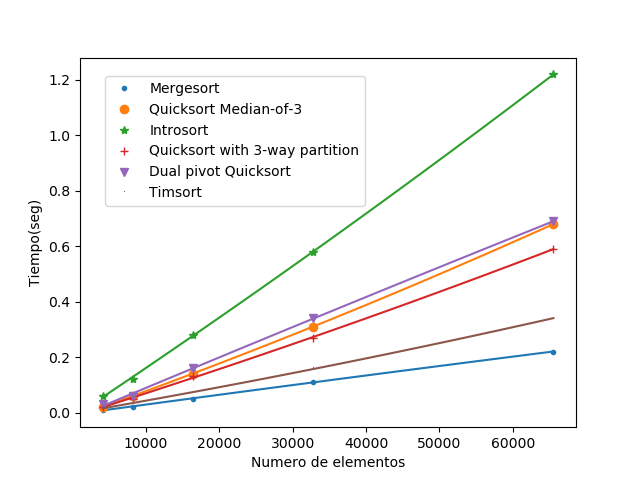 1.2
1.0
0.8
0.6
0.4
0.2
0.0
Tiempo(seg)
Mergesort
Quicksort Median-of-3
Introsort
Quicksort with 3-way partition
Dual pivot Quicksort
Timsort
10000 20000 30000 40000 50000 60000
Numero de elementos